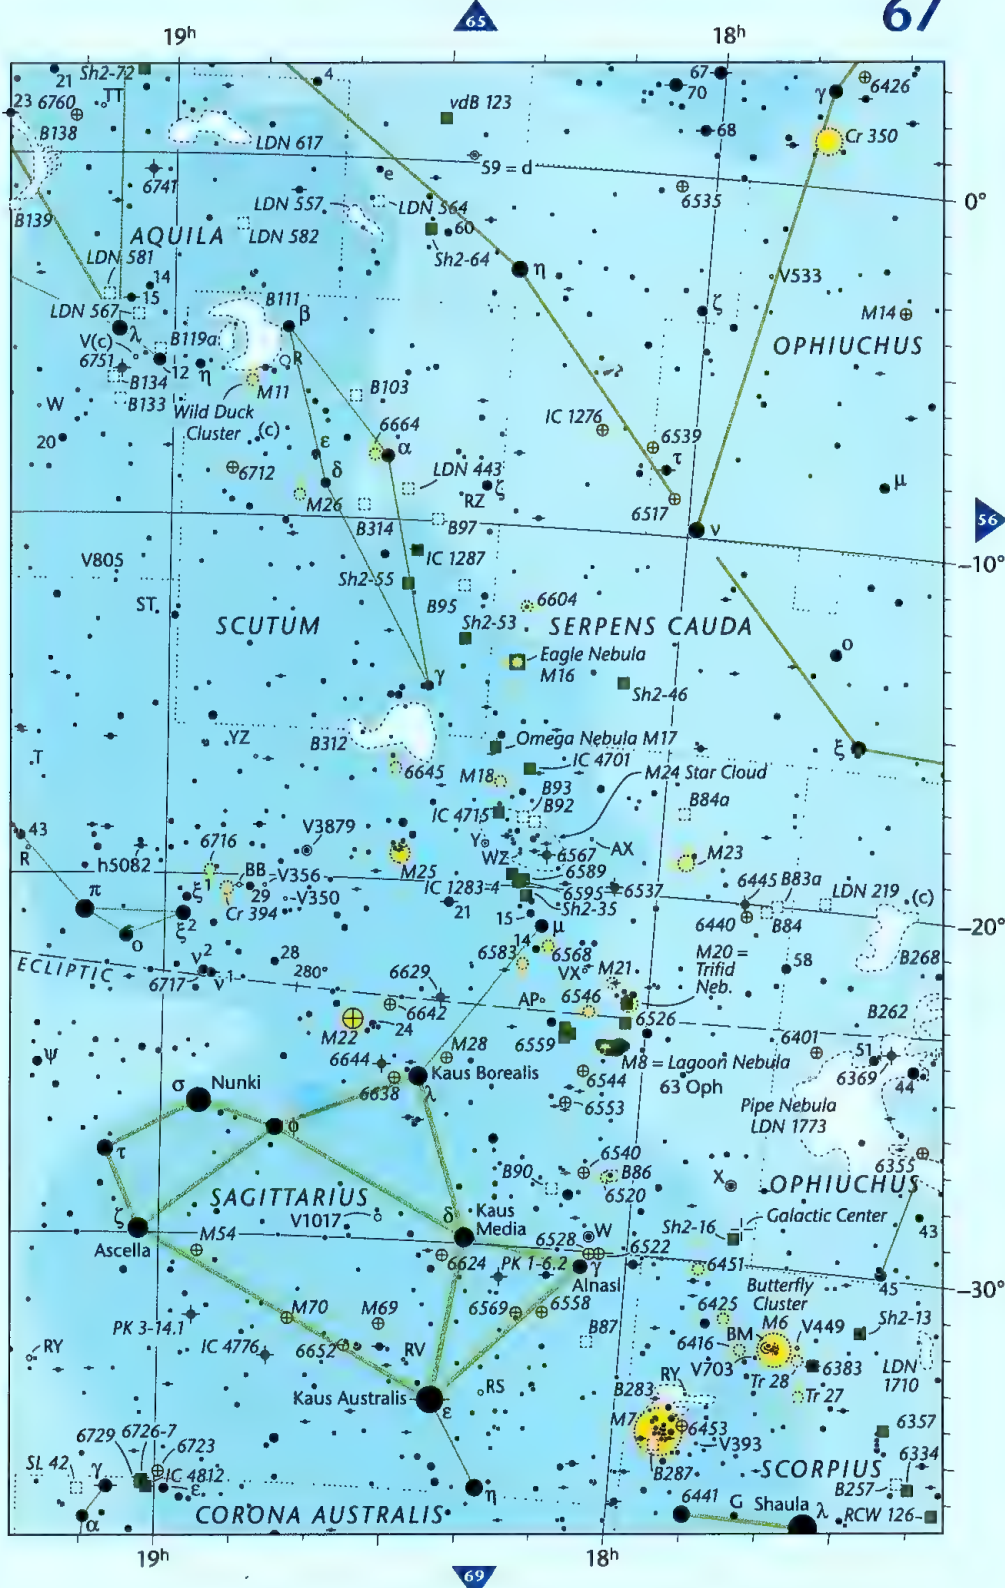 65
67
19h
18h
Sh2-72
21
TT
4
67
70
6426
23
6760
vdB 123
γ
B138
LDN 617
68
Cr 350
6741
e
59 = d
6535
0°
B139
LDN 557
LDN 564
AQUILA
LDN 582
60
Sh2-64
η
LDN 581
14
15
V533
B111
β
ζ
M14
LDN 567
λ
B119a
OPHIUCHUS
V(c)
R
6751
12
η
B134
M11
B103
B133
W
Wild Duck
Cluster
(c)
6664
IC 1276
6539
20
ε
α
τ
6712
δ
LDN 443
μ
M26
RZ
ζ
6517
B314
B97
ν
56
IC 1287
-10°
V805
Sh2-55
ST
B95
6604
SCUTUM
Sh2-53
SERPENS CAUDA
ο
Eagle Nebula
M16
γ
Sh2-46
B312
Omega Nebula M17
ξ
YZ
T
6645
M18
IC 4701
M24 Star Cloud
B93
B92
B84a
IC 4715
43
V3879
Y
AX
R
6716
WZ
6567
M23
h5082
BB
M25
6589
6445
B83a
1
V356
IC 1283-4
6595
6537
LDN 219
(c)
π
ξ
29
V350
Sh2-35
Cr 394
21
15
6440
B84
ξ2
μ
-20°
ο
14
ν2
28
6583
6568
M20 =
Trifid
Neb.
58
B268
ECLIPTIC
6717
ν1
280°
6629
VX
M21
AP
6546
B262
6642
6526
M22
24
6559
6401
51
ψ
M28
M8 = Lagoon Nebula
6369
6644
Kaus Borealis
6544
63 Oph
44
σ
Nunki
6638
λ
6553
Pipe Nebula
LDN 1773
φ
τ
6540
6355
B90
B86
X
OPHIUCHUS
SAGITTARIUS
6520
ζ
V1017
δ
Kaus
Media
Sh2-16
Galactic Center
43
Ascella
M54
W
6528
6522
6624
PK 1-6.2
γ
6451
Alnasl
-30°
45
M70
M69
6569
6558
Butterfly
Cluster
6425
Sh2-13
PK 3-14.1
M6
V449
RY
IC 4776
B87
6416
BM
6652
RV
V703
6383
LDN
1710
RS
RY
Tr 28
Kaus Australis
ε
B283
Tr 27
M7
6453
6357
V393
6729
6726-7
6723
6334
SL 42
γ
IC 4812
B287
SCORPIUS
B257
ε
η
6441
G
Shaula
α
CORONA AUSTRALIS
λ
RCW 126
19h
18h
69